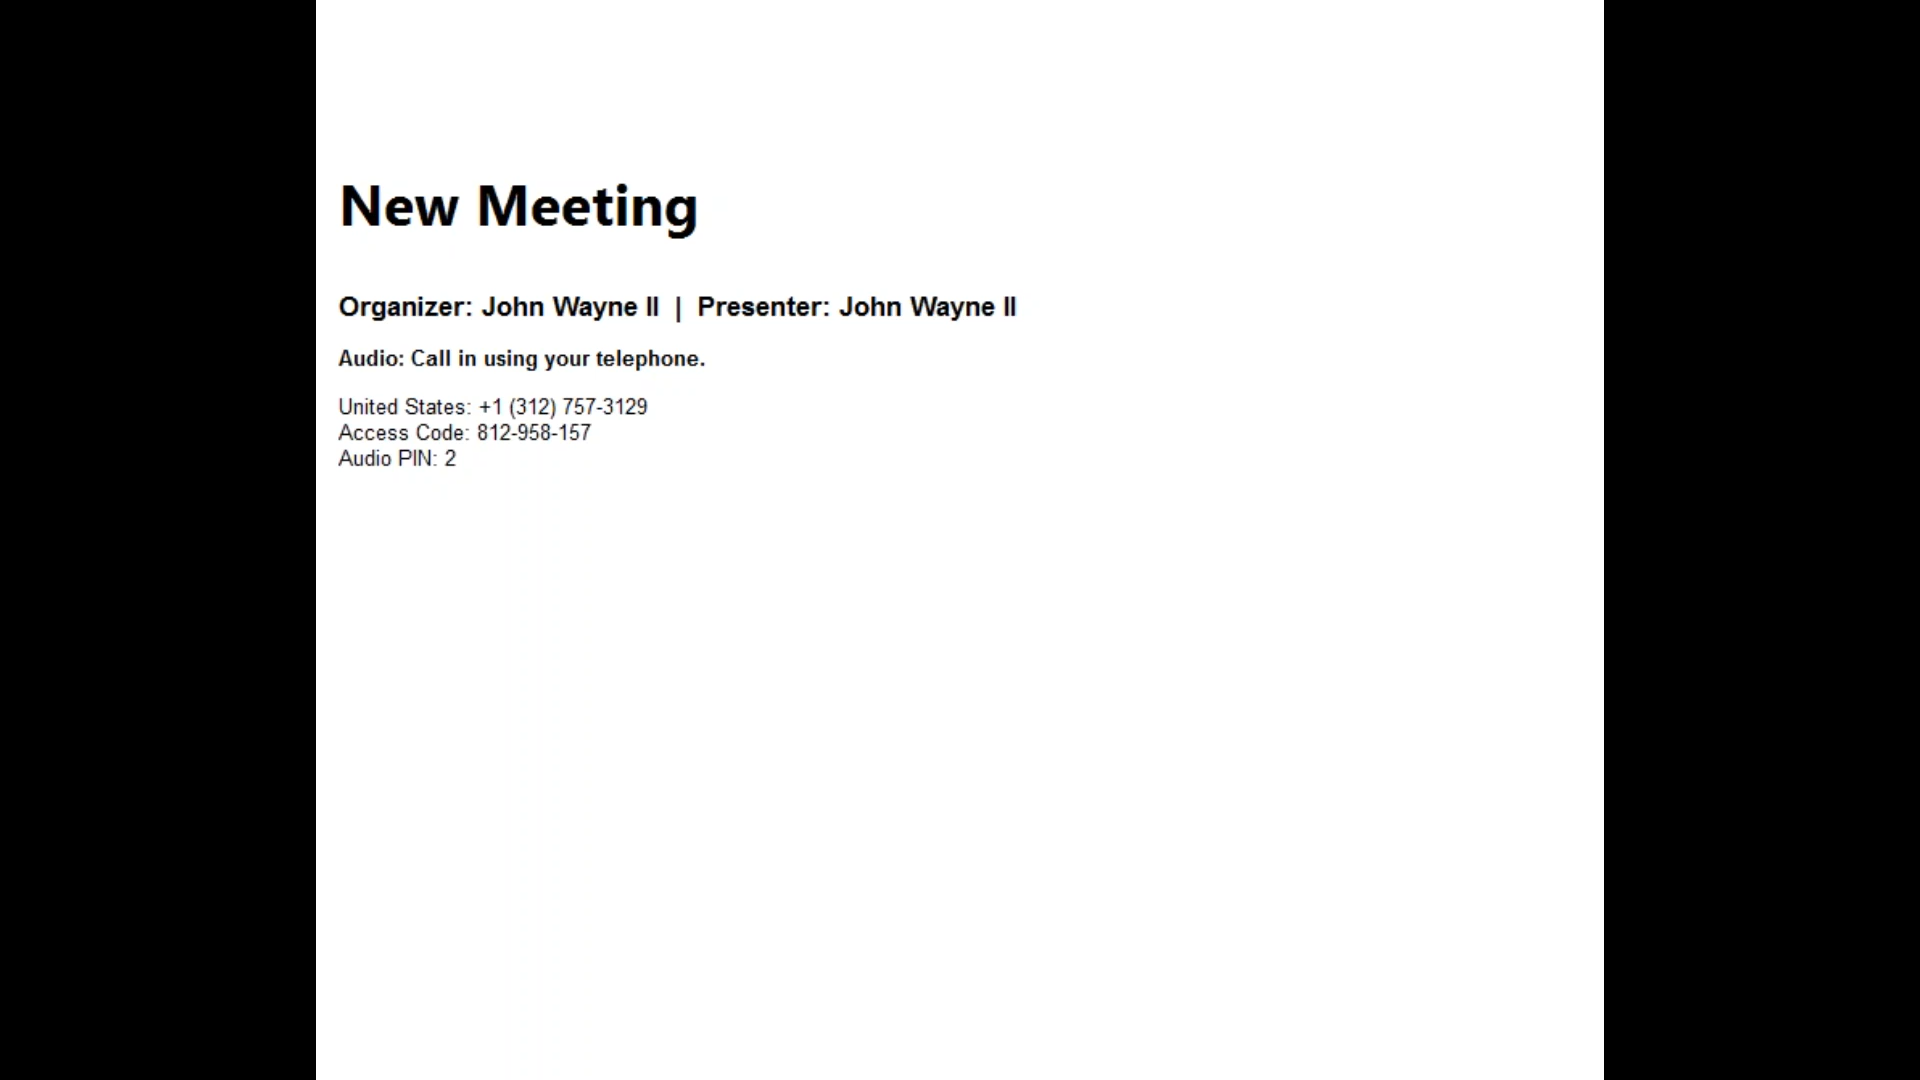 New Meeting
Organizer: John Wayne II | Presenter: John Wayne II
Audio: Call in using your telephone.
United States: +1 (312) 757-3129
Access Code: 812-958-157
Audio PIN: 2